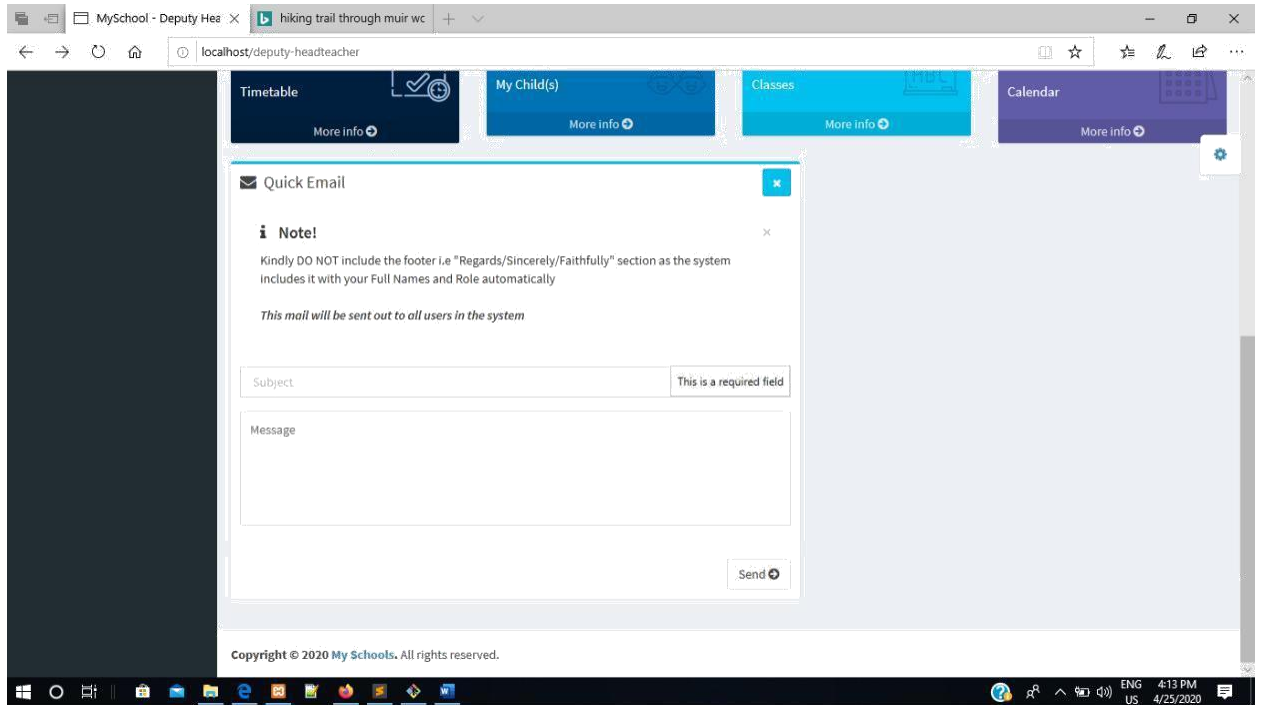 MySchool - Deputy Hea
hiking trail through muir wc
localhost/deputy-headteacher
Timetable
My Child(s)
Classes
Calendar
More info
More info
More info
More info
Quick Email
Note!
Kindly DO NOT include the footer i.e "Regards/Sincerely/Faithfully" section as the system
includes it with your Full Names and Role automatically
This mail will be sent out to all users in the system
Subject
This is a required field
Message
Send
Copyright © 2020 My Schools. All rights reserved.
ENG
US
4:13 PM
4/25/2020